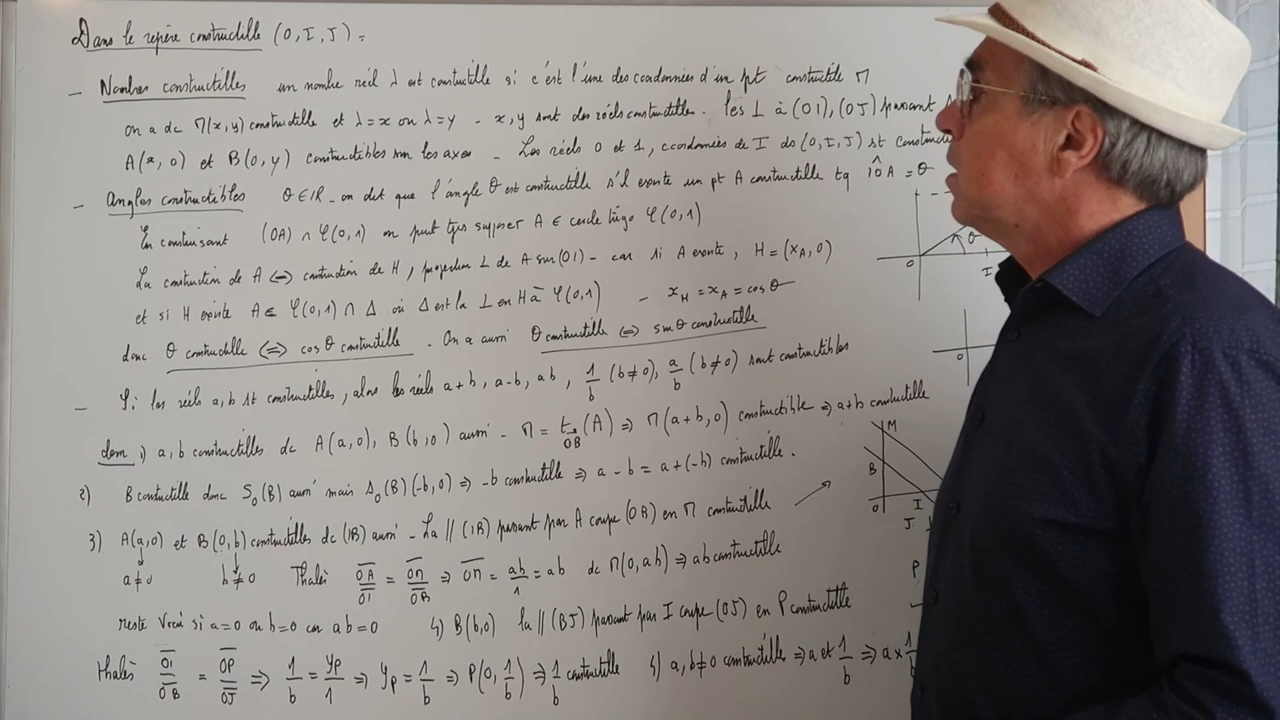 Dans le repère constructible (O, I, J) :
- Nombres constructibles un nombre réel λ est constructible si c'est l'une des coordonnées d'un pt constructible M
on a dc M(x,y) constructible et λ = x ou λ = y - x, y sont des réels constructibles. les ⊥ à (OI), (OJ) passant
A(x, 0) et B(0, y) constructibles sur les axes - Les réels 0 et 1, coordonnées de I ds (O, I, J) st constructi
- Angles constructibles θ ∈ ℝ - on dit que l'angle θ est constructible s'il existe un pt A constructible tq IÔA = θ
En construisant (OA) ∩ 𝒞(0,1) on peut tjs supposer A ∈ cercle trigo 𝒞(0,1)
La construction de A ⟺ construction de H, projection ⊥ de A sur (OI) - car si A existe, H = (x_A, 0)
et si H existe A ∈ 𝒞(0,1) ∩ Δ où Δ est la ⊥ en H à 𝒞(0,1) - x_H = x_A = cos θ
donc θ constructible ⟺ cos θ constructible. On a aussi θ constructible ⟺ sin θ constructible
- Si les réels a, b st constructibles, alors les réels a+b, a-b, ab, 1/b (b≠0), a/b (b≠0) sont constructibles
dem 1) a, b constructibles dc A(a,0), B(b,0) aussi - M = t_OB (A) ⇒ M(a+b, 0) constructible ⇒ a+b constructible
2) B constructible donc S_O(B) aussi mais S_O(B)(-b,0) ⇒ -b constructible ⇒ a - b = a + (-b) constructible.
3) A(a,0) et B(0,b) constructibles dc (IB) aussi - La // (IB) passant par A coupe (OB) en M constructible
a≠0 b≠0 Thalès OA/OI = OM/OB ⇒ OM = ab/1 = ab dc M(0, ab) ⇒ ab constructible
reste vrai si a=0 ou b=0 car ab=0 4) B(b,0) la // (BJ) passant par I coupe (OJ) en P constructible
Thalès OI/OB = OP/OJ ⇒ 1/b = y_P/1 ⇒ y_P = 1/b ⇒ P(0, 1/b) ⇒ 1/b constructible 5) a, b≠0 constructible ⇒ a et 1/b ⇒ a × 1/b
θ
O
I
O
M
B
O
I
J
P